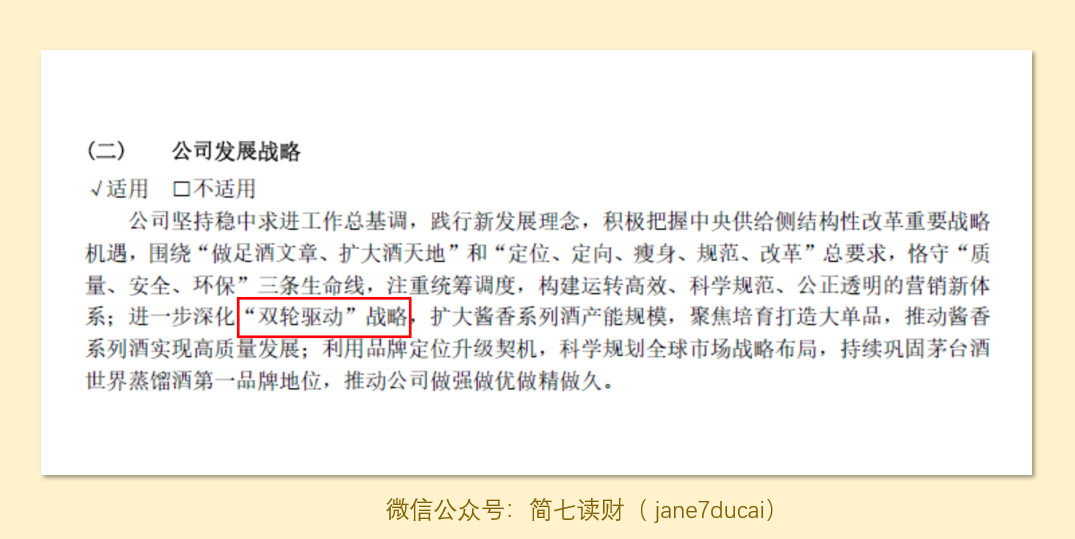 (二) 公司发展战略
√适用 □不适用
公司坚持稳中求进工作总基调，践行新发展理念，积极把握中央供给侧结构性改革重要战略
机遇，围绕“做足酒文章、扩大酒天地”和“定位、定向、瘦身、规范、改革”总要求，恪守“质
量、安全、环保”三条生命线，注重统筹调度，构建运转高效、科学规范、公正透明的营销新体
系；进一步深化“双轮驱动”战略，扩大酱香系列酒产能规模，聚焦培育打造大单品，推动酱香
系列酒实现高质量发展；利用品牌定位升级契机，科学规划全球市场战略布局，持续巩固茅台酒
世界蒸馏酒第一品牌地位，推动公司做强做优做精做久。
微信公众号：简七读财（jane7ducai）